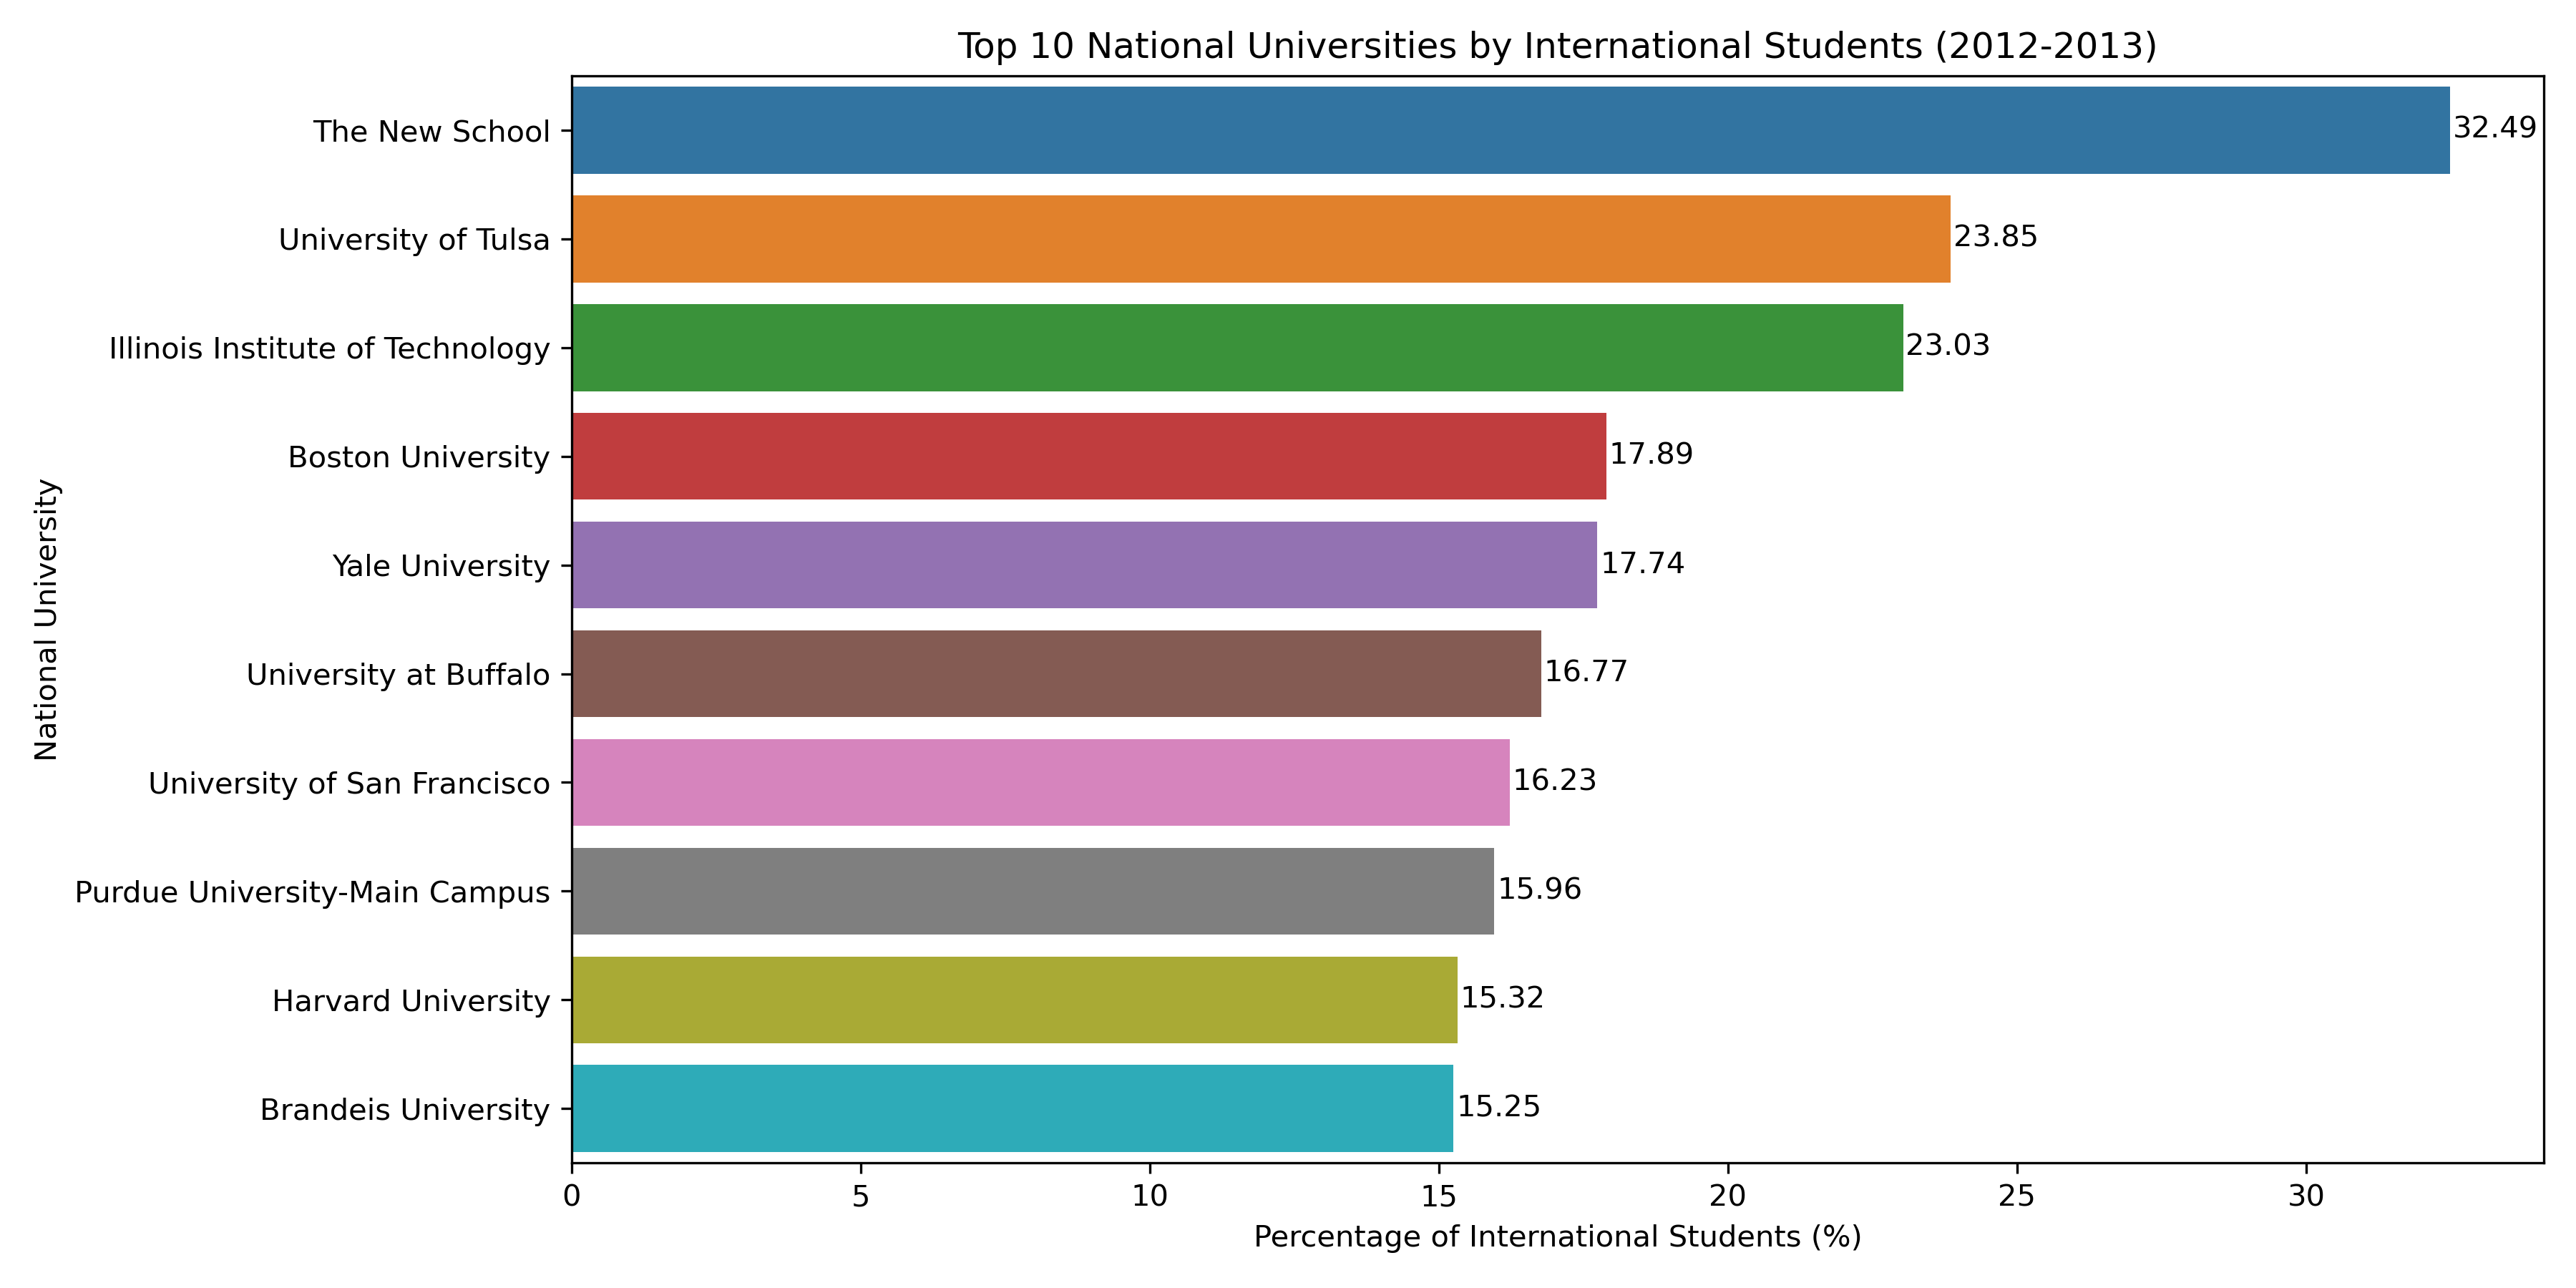 Top 10 National Universities by International Students (2012-2013)
National University
The New School 32.49
University of Tulsa 23.85
Illinois Institute of Technology 23.03
Boston University 17.89
Yale University 17.74
University at Buffalo 16.77
University of San Francisco 16.23
Purdue University-Main Campus 15.96
Harvard University 15.32
Brandeis University 15.25
0 5 10 15 20 25 30
Percentage of International Students (%)